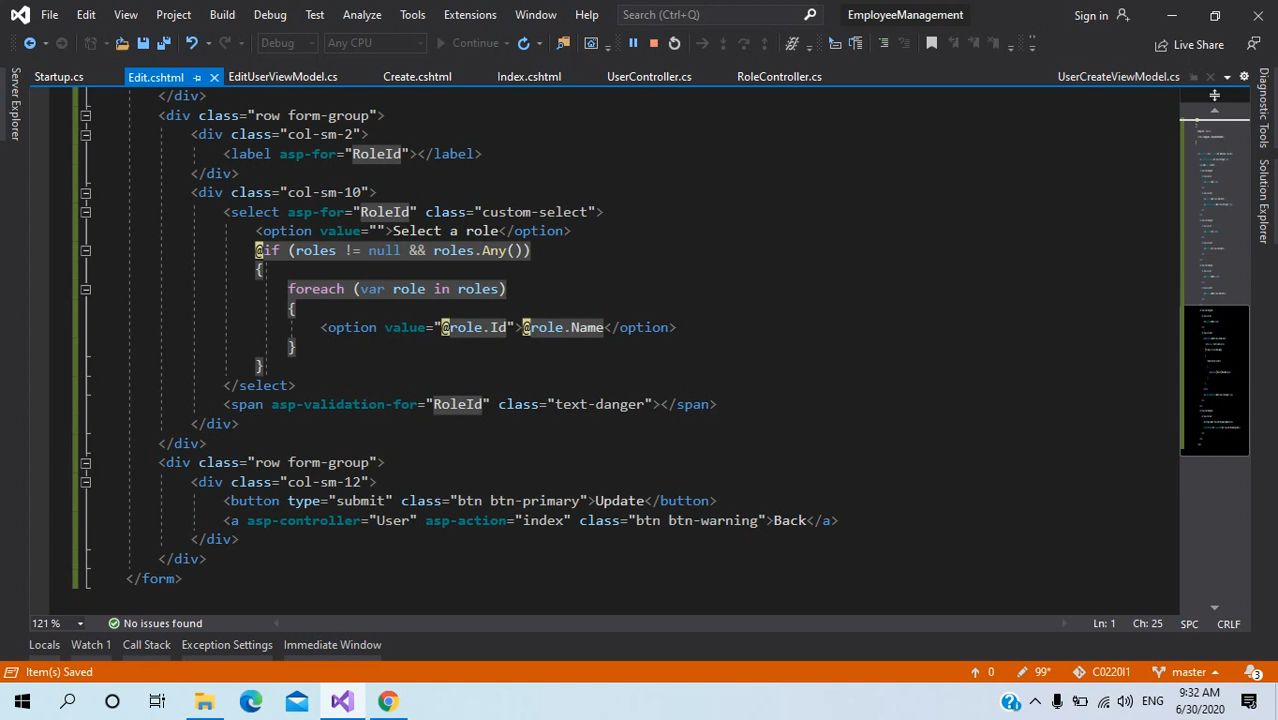 File Edit View Project Build Debug Test Analyze Tools Extensions Window Help Search (Ctrl+Q) EmployeeManagement Sign in
Debug Any CPU Continue Live Share
Startup.cs Edit.cshtml EditUserViewModel.cs Create.cshtml Index.cshtml UserController.cs RoleController.cs UserCreateViewModel.cs
Server Explorer
Diagnostic Tools
Solution Explorer
</div>
<div class="row form-group">
<div class="col-sm-2">
<label asp-for="RoleId"></label>
</div>
<div class="col-sm-10">
<select asp-for="RoleId" class="custom-select">
<option value="">Select a role</option>
@if (roles != null && roles.Any())
{
foreach (var role in roles)
{
<option value="@role.Id">@role.Name</option>
}
}
</select>
<span asp-validation-for="RoleId" class="text-danger"></span>
</div>
</div>
<div class="row form-group">
<div class="col-sm-12">
<button type="submit" class="btn btn-primary">Update</button>
<a asp-controller="User" asp-action="index" class="btn btn-warning">Back</a>
</div>
</div>
</form>
121 % No issues found Ln: 1 Ch: 25 SPC CRLF
Locals Watch 1 Call Stack Exception Settings Immediate Window
Item(s) Saved 0 99* C0220I1 master 3
ENG 9:32 AM
6/30/2020